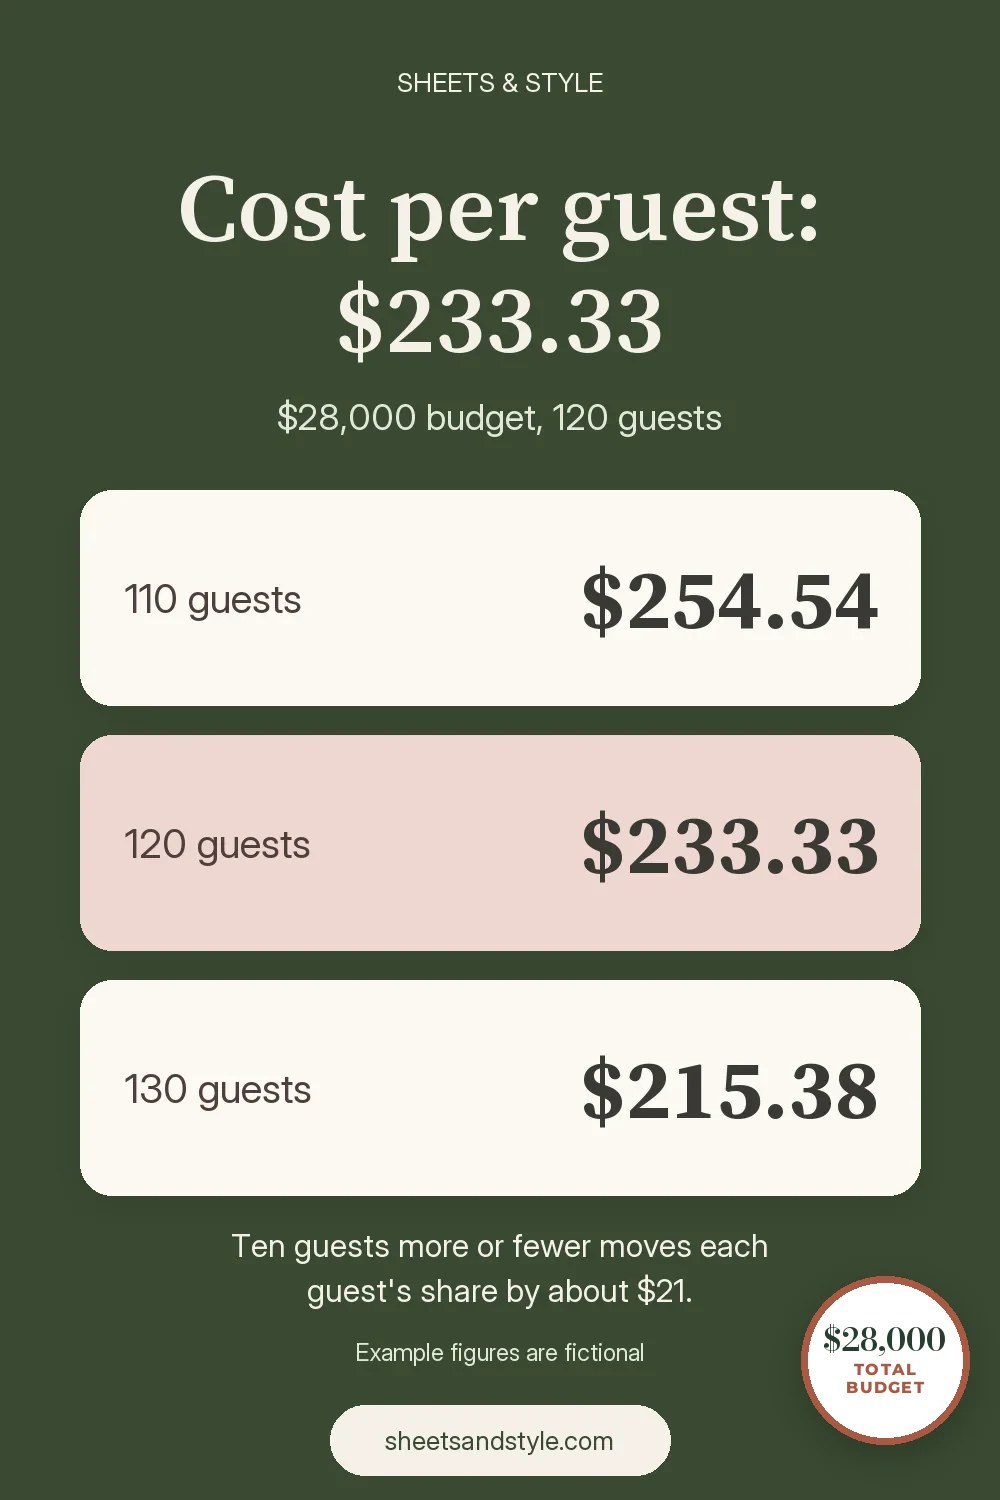 SHEETS & STYLE
Cost per guest:
$233.33
$28,000 budget, 120 guests
110 guests
$254.54
120 guests
$233.33
130 guests
$215.38
Ten guests more or fewer moves each
guest's share by about $21.
Example figures are fictional
$28,000
TOTAL
BUDGET
sheetsandstyle.com